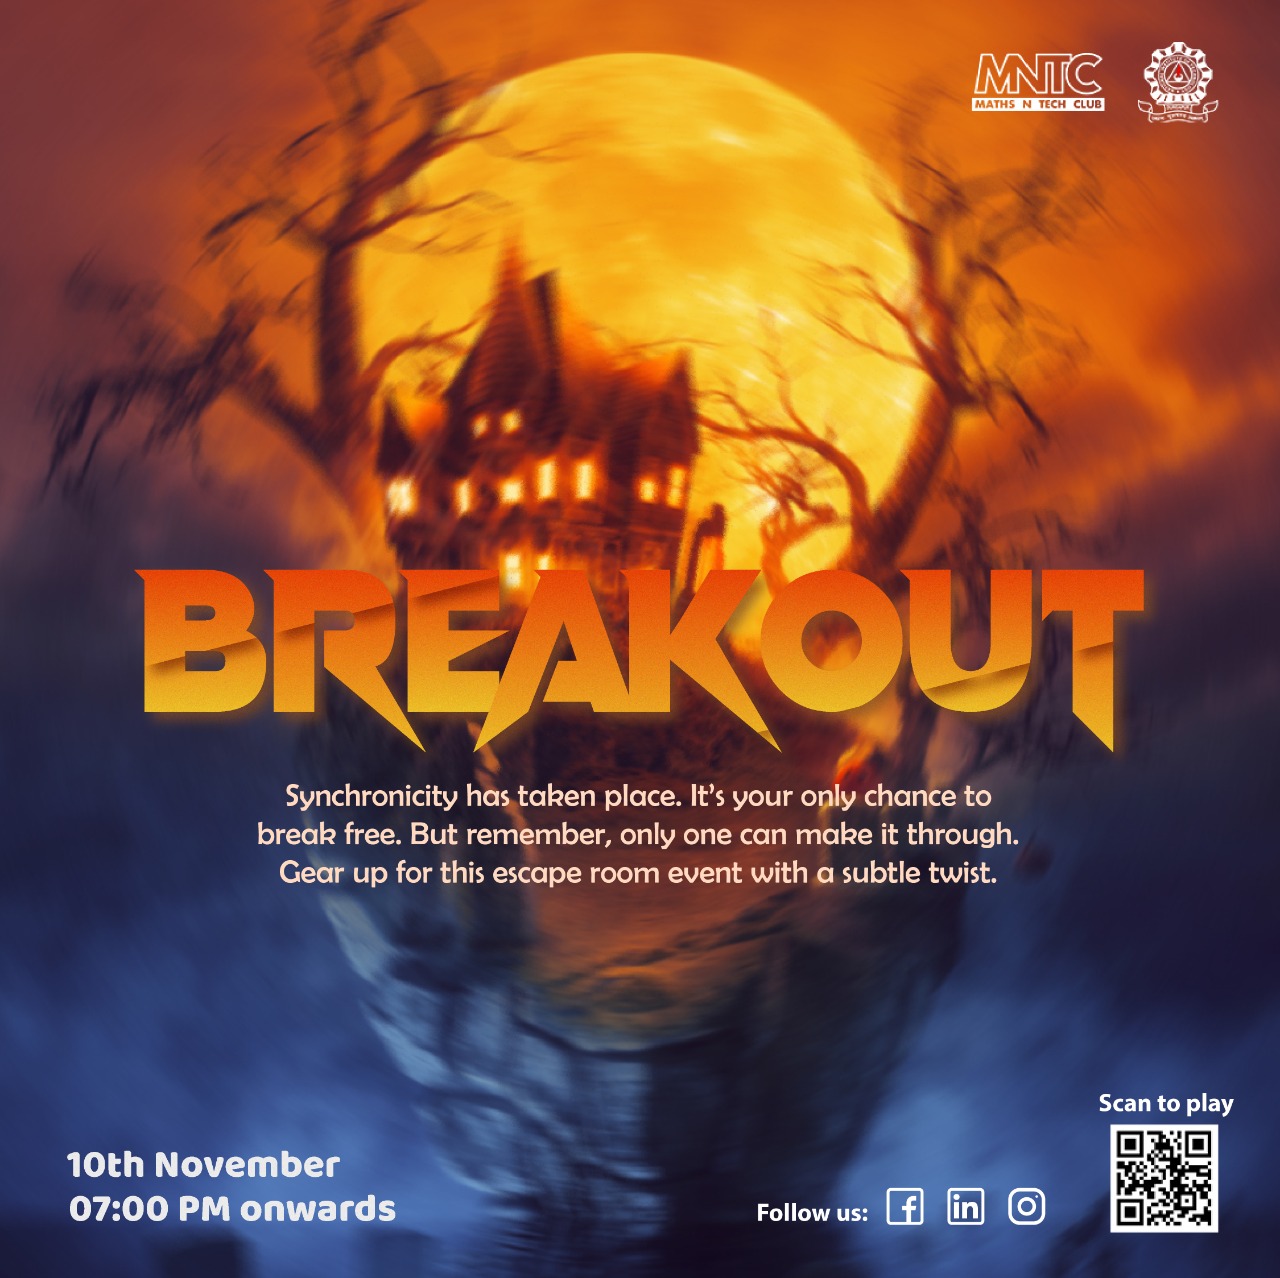 MNTC
MATHS N TECH CLUB
BREAKOUT
Synchronicity has taken place. It's your only chance to
break free. But remember, only one can make it through.
Gear up for this escape room event with a subtle twist.
10th November
07:00 PM onwards
Follow us:
Scan to play